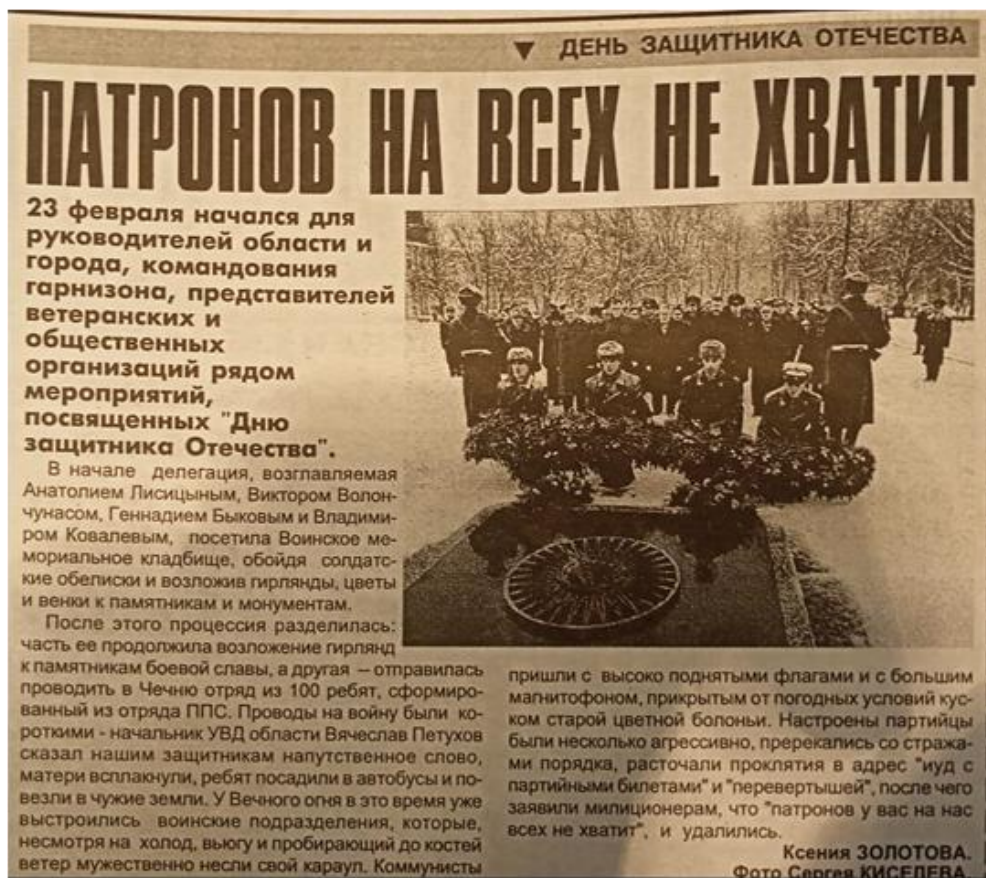 ▼ ДЕНЬ ЗАЩИТНИКА ОТЕЧЕСТВА
ПАТРОНОВ НА ВСЕХ НЕ ХВАТИТ
23 февраля начался для
руководителей области и
города, командования
гарнизона, представителей
ветеранских и
общественных
организаций рядом
мероприятий,
посвященных "Дню
защитника Отечества".
В начале делегация, возглавляемая
Анатолием Лисицыным, Виктором Волон-
чунасом, Геннадием Быковым и Владими-
ром Ковалевым, посетила Воинское ме-
мориальное кладбище, обойдя солдатс-
кие обелиски и возложив гирлянды, цветы
и венки к памятникам и монументам.
После этого процессия разделилась:
часть ее продолжила возложение гирлянд
к памятникам боевой славы, а другая — отправилась
проводить в Чечню отряд из 100 ребят, сформиро-
ванный из отряда ППС. Проводы на войну были ко-
роткими - начальник УВД области Вячеслав Петухов
сказал нашим защитникам напутственное слово,
матери всплакнули, ребят посадили в автобусы и по-
везли в чужие земли. У Вечного огня в это время уже
выстроились воинские подразделения, которые,
несмотря на холод, вьюгу и пробирающий до костей
ветер мужественно несли свой караул. Коммунисты
пришли с высоко поднятыми флагами и с большим
магнитофоном, прикрытым от погодных условий кус-
ком старой цветной болоньи. Настроены партийцы
были несколько агрессивно, пререкались со стража-
ми порядка, расточали проклятия в адрес "иуд с
партийными билетами" и "перевертышей", после чего
заявили милиционерам, что "патронов у вас на нас
всех не хватит", и удалились.
Ксения ЗОЛОТОВА.
Фото Сергея КИСЕЛЕВА.